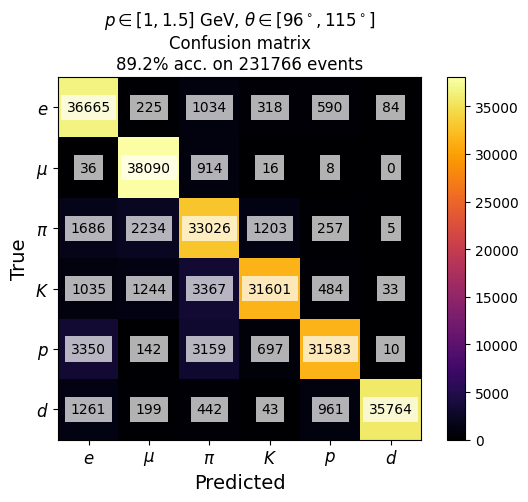 p ∈ [1, 1.5] GeV, θ ∈ [96°, 115°]
Confusion matrix
89.2% acc. on 231766 events
True
e 36665 225 1034 318 590 84
μ 36 38090 914 16 8 0
π 1686 2234 33026 1203 257 5
K 1035 1244 3367 31601 484 33
p 3350 142 3159 697 31583 10
d 1261 199 442 43 961 35764
e μ π K p d
Predicted
35000
30000
25000
20000
15000
10000
5000
0